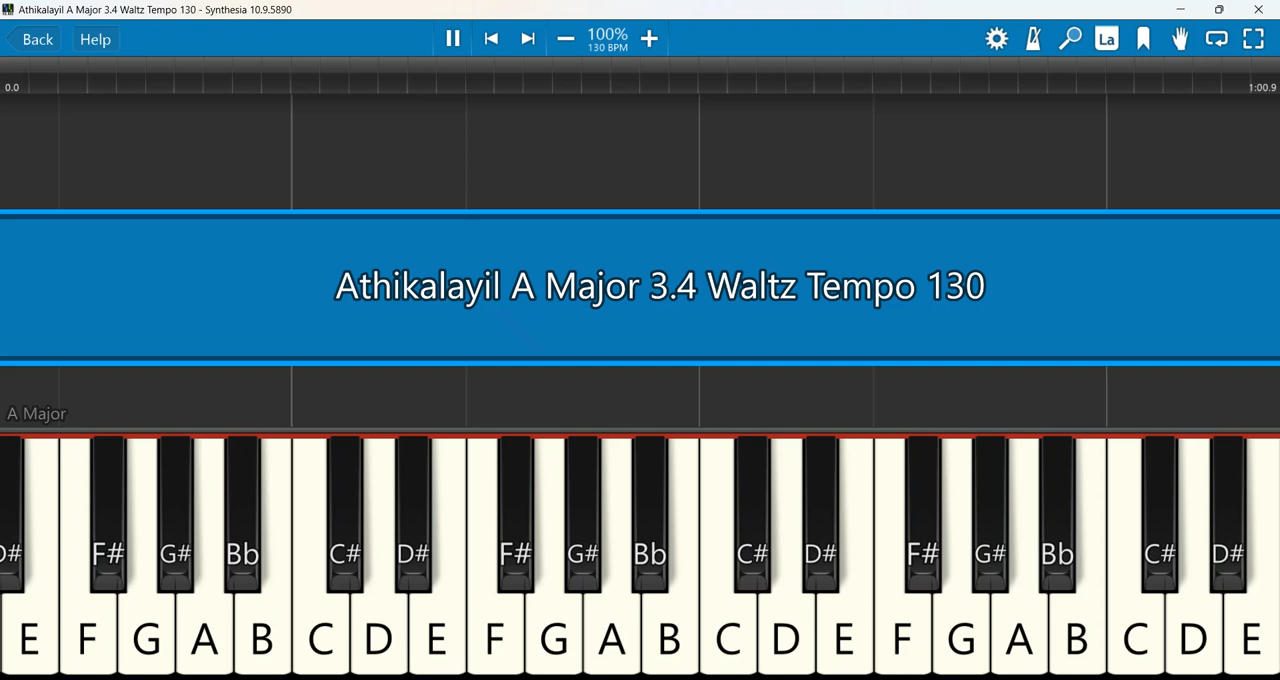 Athikalayil A Major 3.4 Waltz Tempo 130 - Synthesia 10.9.5890
Back Help 100% La
130 BPM
0.0 1:00.9
Athikalayil A Major 3.4 Waltz Tempo 130
A Major
D# F# G# Bb C# D# F# G# Bb C# D# F# G# Bb C# D#
E F G A B C D E F G A B C D E F G A B C D E